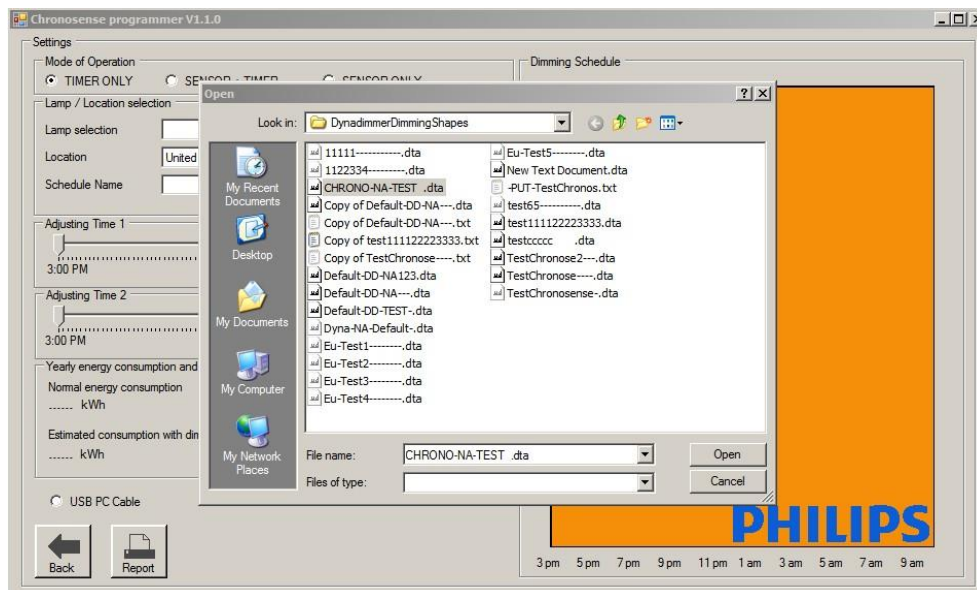 Chronosense programmer V1.1.0
Settings
Mode of Operation
TIMER ONLY
Lamp / Location selection
Lamp selection
Location
United
Schedule Name
Adjusting Time 1
3:00 PM
Adjusting Time 2
3:00 PM
Yearly energy consumption and
Normal energy consumption
...... kWh
Estimated consumption with
...... kWh
USB PC Cable
Back
Report
Open
Look in:
DynadimmerDimmingShapes
My Recent
Documents
Desktop
My Documents
My Computer
My Network
Places
11111-----------.dta
1122334---------.dta
CHRONO-NA-TEST .dta
Copy of Default-DD-NA---.dta
Copy of Default-DD-NA---.txt
Copy of test111122223333.txt
Copy of TestChronose----.txt
Default-DD-NA123.dta
Default-DD-NA---.dta
Default-DD-TEST-.dta
Dyna-NA-Default-.dta
Eu-Test1--------.dta
Eu-Test2--------.dta
Eu-Test3--------.dta
Eu-Test4--------.dta
Eu-Test5--------.dta
New Text Document.dta
-PUT-TestChronos.txt
test65----------.dta
test111122223333.dta
testccccc .dta
TestChronose2---.dta
TestChronose----.dta
TestChronosense-.dta
File name:
CHRONO-NA-TEST .dta
Open
Files of type:
Cancel
Dimming Schedule
PHILIPS
3 pm 5 pm 7 pm 9 pm 11 pm 1 am 3 am 5 am 7 am 9 am